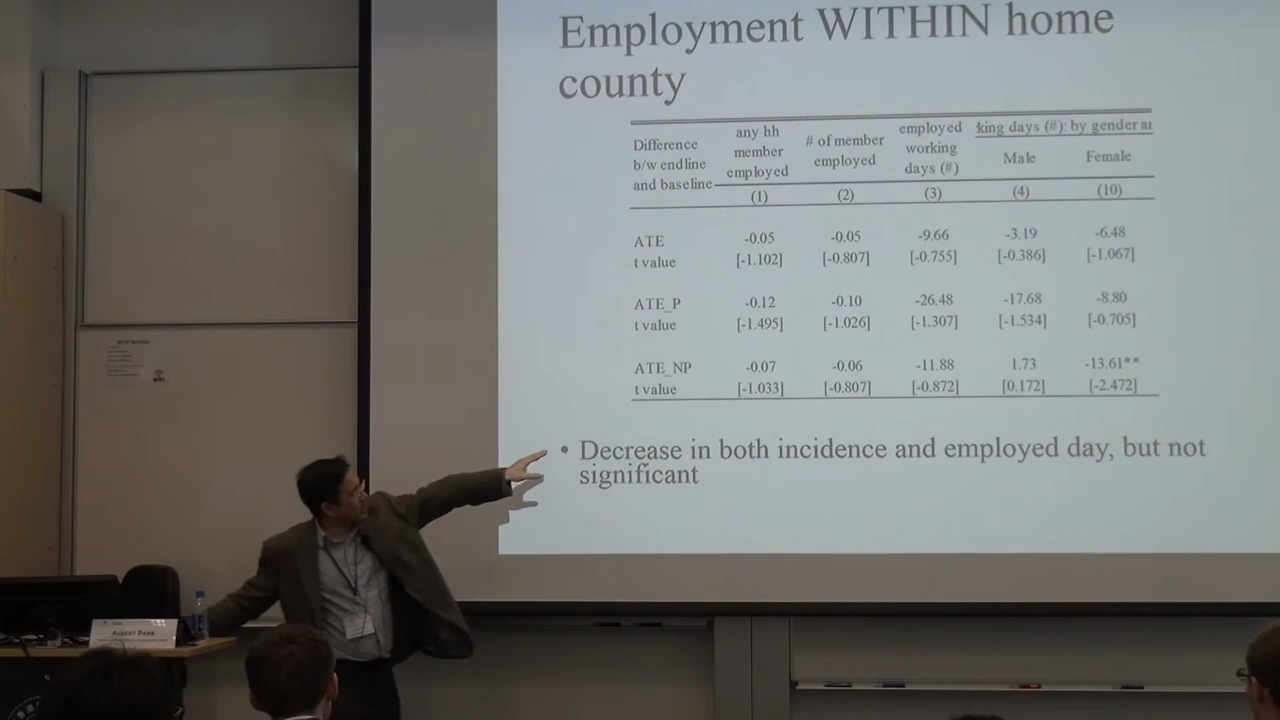 Employment WITHIN home
county
Difference
b/w endline
and baseline
any hh
member
employed
# of member
employed
employed
working
days (#)
king days (#): by gender
Male
Female
(1)
(2)
(3)
(4)
(10)
ATE -0.05 -0.05 -9.66 -3.19 -6.48
t value [-1.102] [-0.807] [-0.755] [-0.386] [-1.067]
ATE_P -0.12 -0.10 -26.48 -17.68 -8.80
t value [-1.495] [-1.026] [-1.307] [-1.534] [-0.705]
ATE_NP -0.07 -0.06 -11.88 1.73 -13.61**
t value [-1.033] [-0.807] [-0.872] [0.172] [-2.472]
• Decrease in both incidence and employed day, but not
significant
ALBERT PARK
WiFi